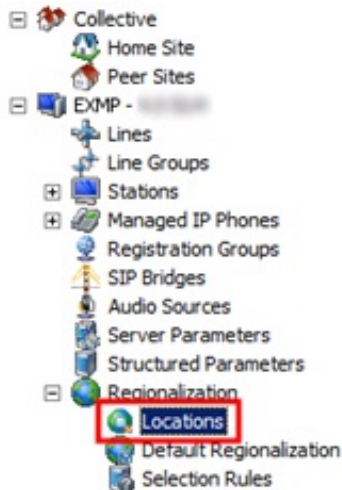 Collective
Home Site
Peer Sites
EXMP -
Lines
Line Groups
Stations
Managed IP Phones
Registration Groups
SIP Bridges
Audio Sources
Server Parameters
Structured Parameters
Regionalization
Locations
Default Regionalization
Selection Rules